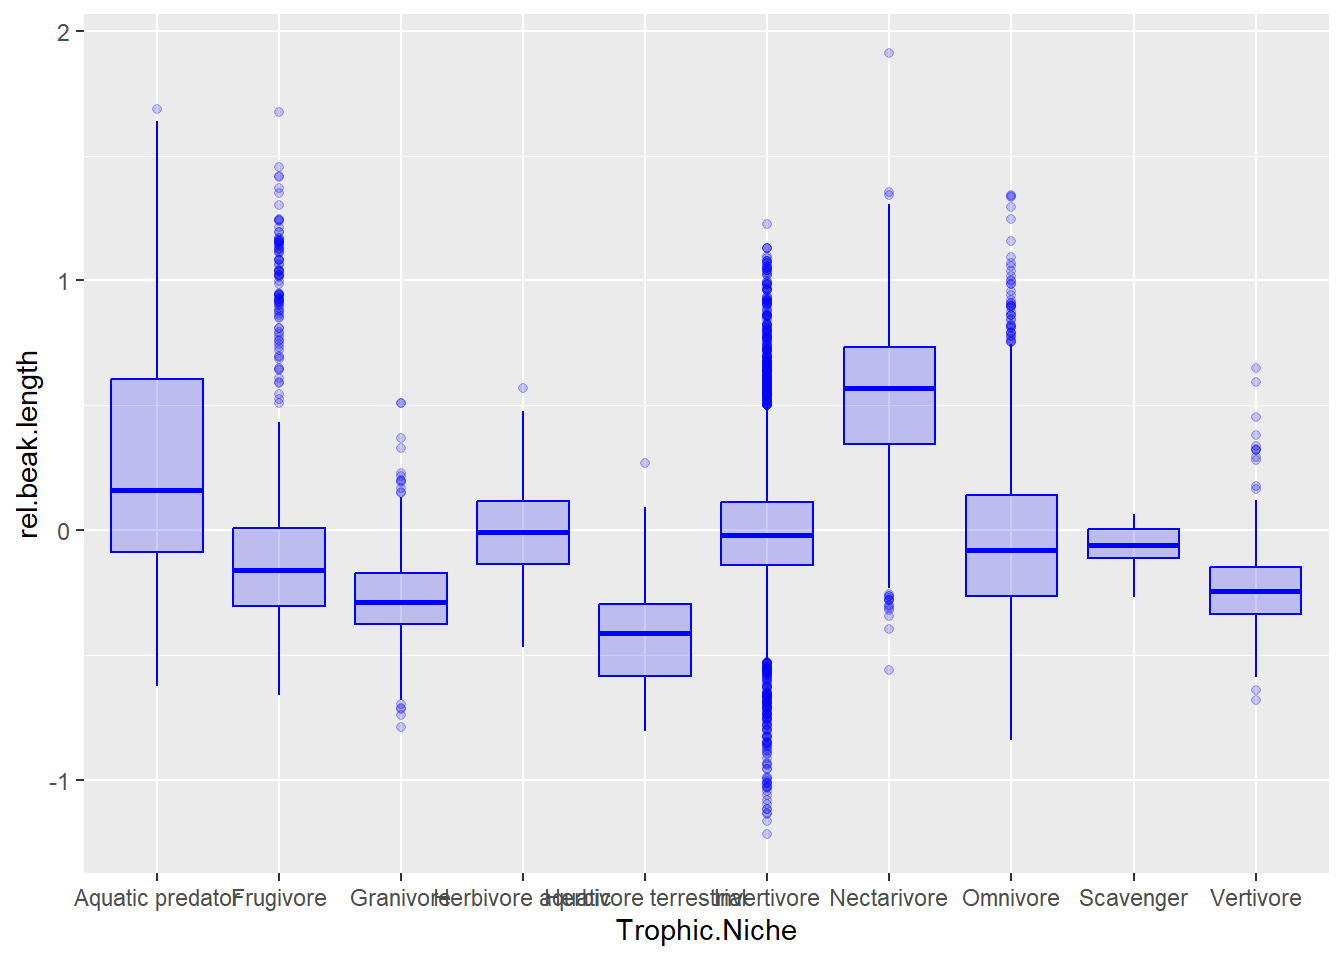 2
1
0
-1
rel.beak.length
Aquatic predator Frugivore Granivore Herbivore aquatic Herbivore terrestrial Invertivore Nectarivore Omnivore Scavenger Vertivore
Trophic.Niche